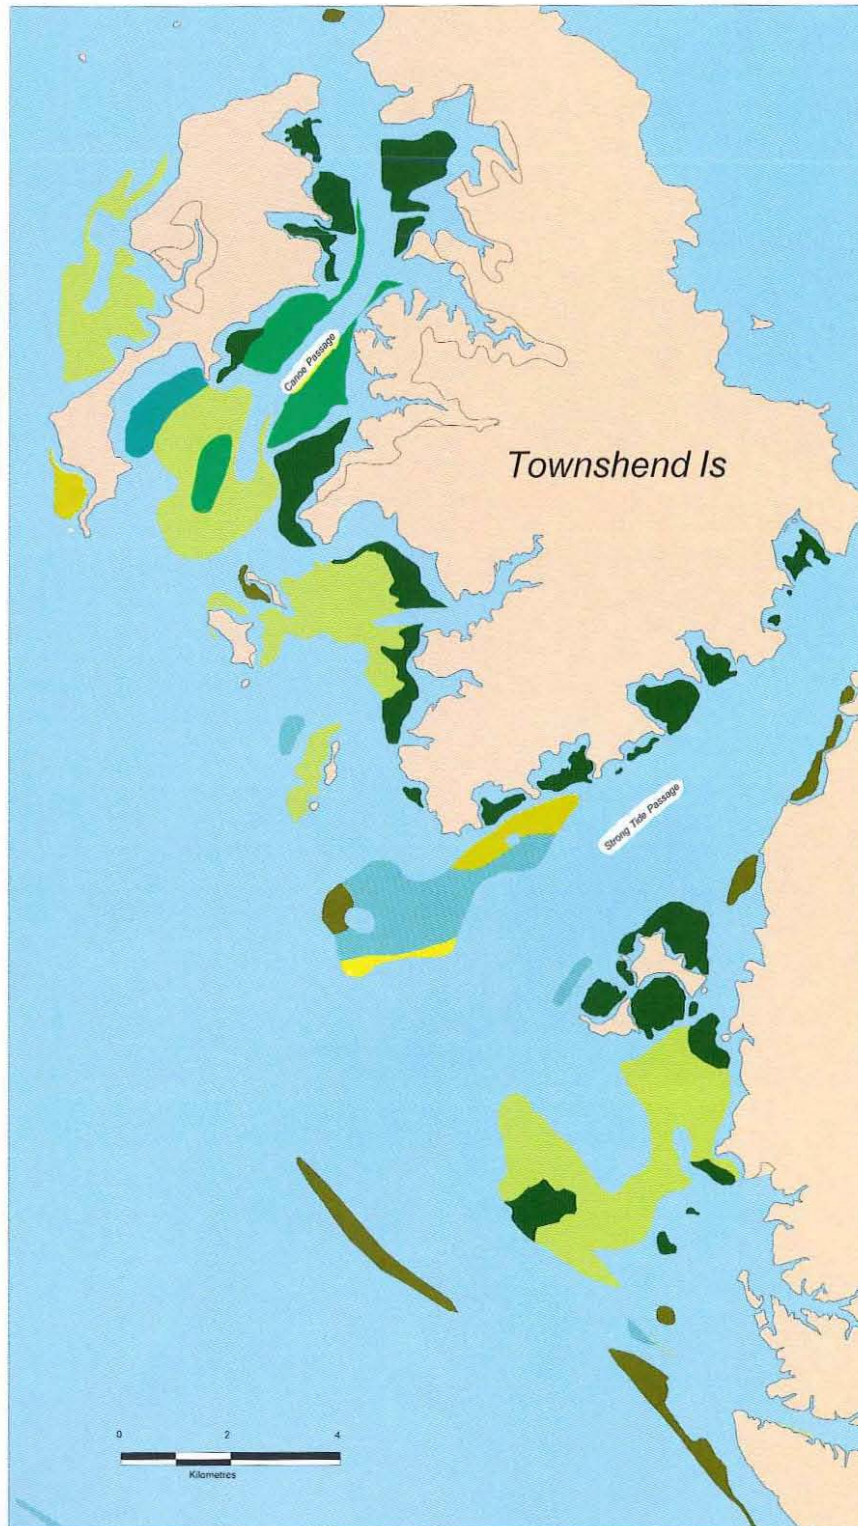 Canoe Passage
Townshend Is
Strong Tide Passage
0 2 4
Kilometres